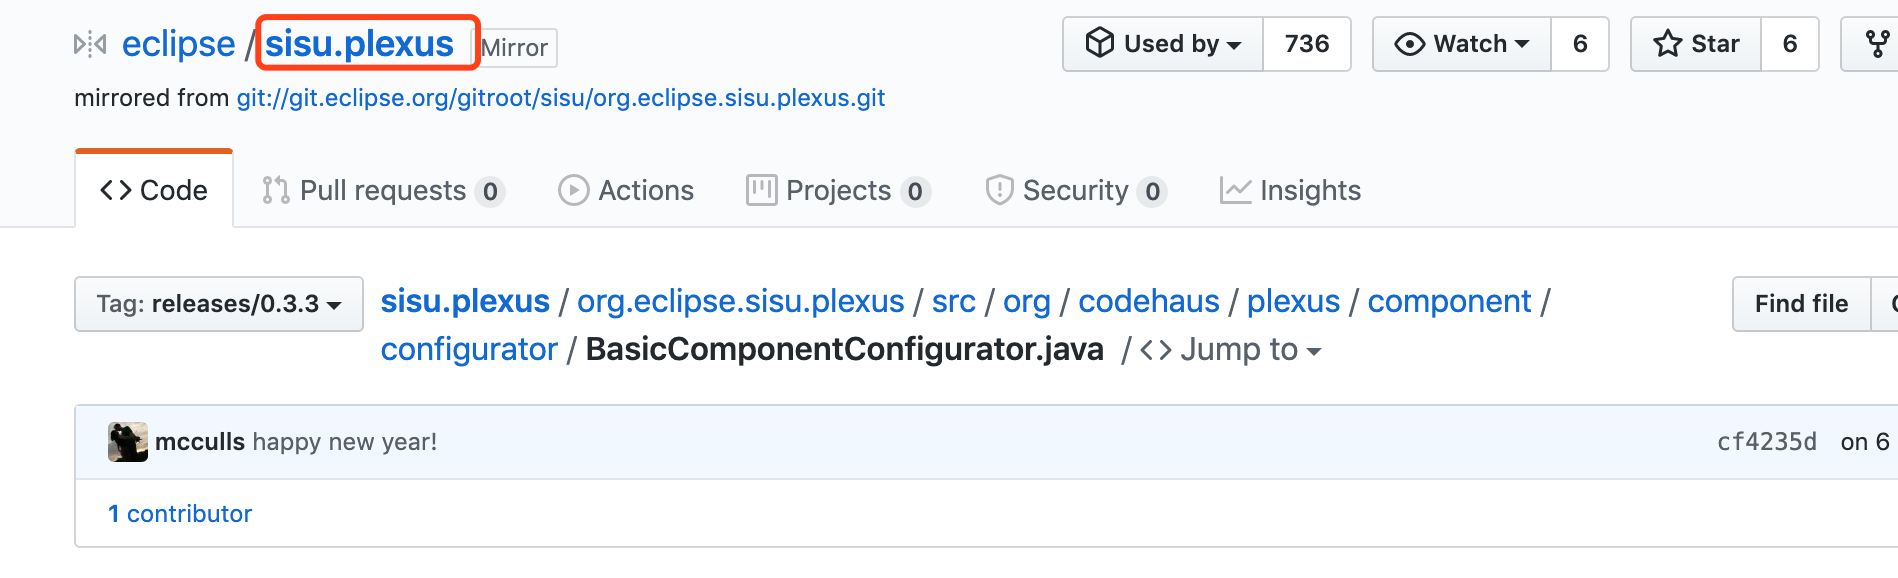 eclipse / sisu.plexus Mirror Used by 736 Watch 6 Star 6
mirrored from git://git.eclipse.org/gitroot/sisu/org.eclipse.sisu.plexus.git
Code Pull requests 0 Actions Projects 0 Security 0 Insights
Tag: releases/0.3.3 sisu.plexus / org.eclipse.sisu.plexus / src / org / codehaus / plexus / component / Find file
configurator / BasicComponentConfigurator.java / <> Jump to
mcculls happy new year! cf4235d on 6
1 contributor